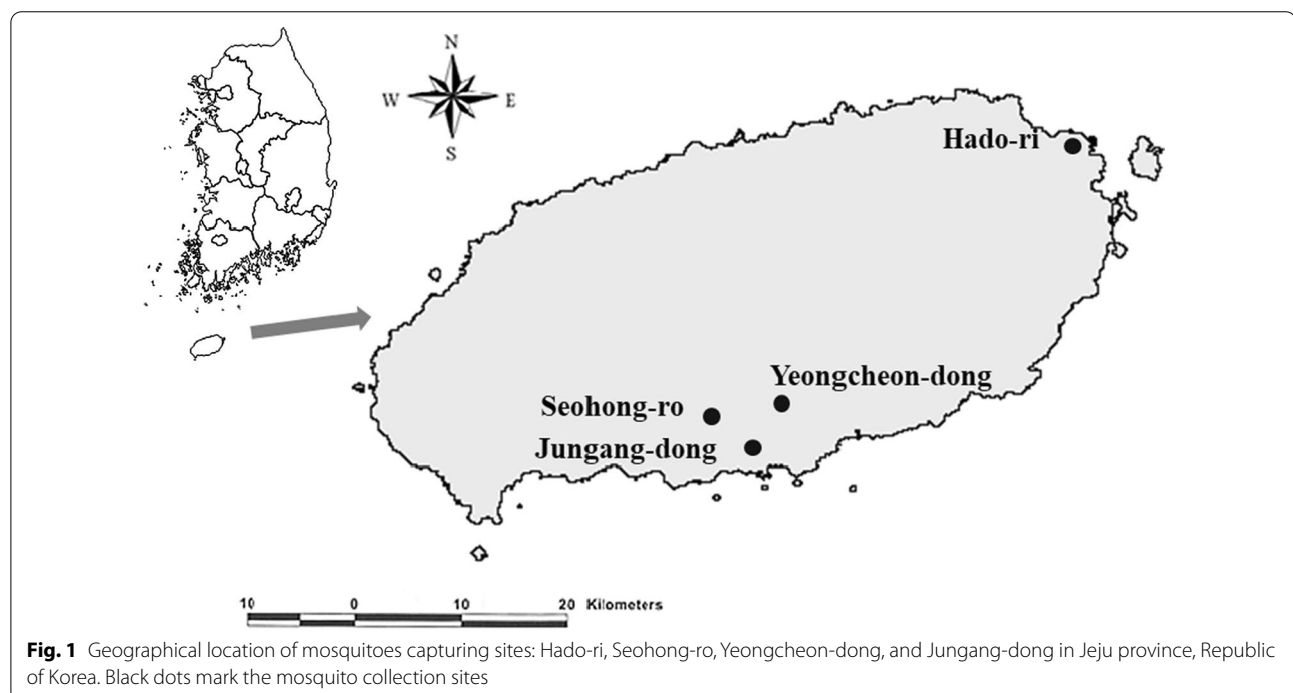 N
W E
S
Hado-ri
Yeongcheon-dong
Seohong-ro
Jungang-dong
10 0 10 20 Kilometers
Fig. 1 Geographical location of mosquitoes capturing sites: Hado-ri, Seohong-ro, Yeongcheon-dong, and Jungang-dong in Jeju province, Republic
of Korea. Black dots mark the mosquito collection sites